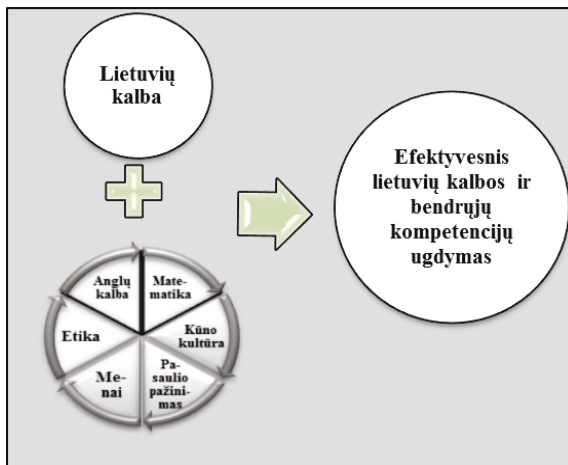 Lietuvių
kalba
Efektyvesnis
lietuvių kalbos ir
bendrųjų
kompetencijų
ugdymas
Anglų
kalba
Mate-
matika
Kūno
kultūra
Pa-
saulio
pažini-
mas
Me-
nai
Etika